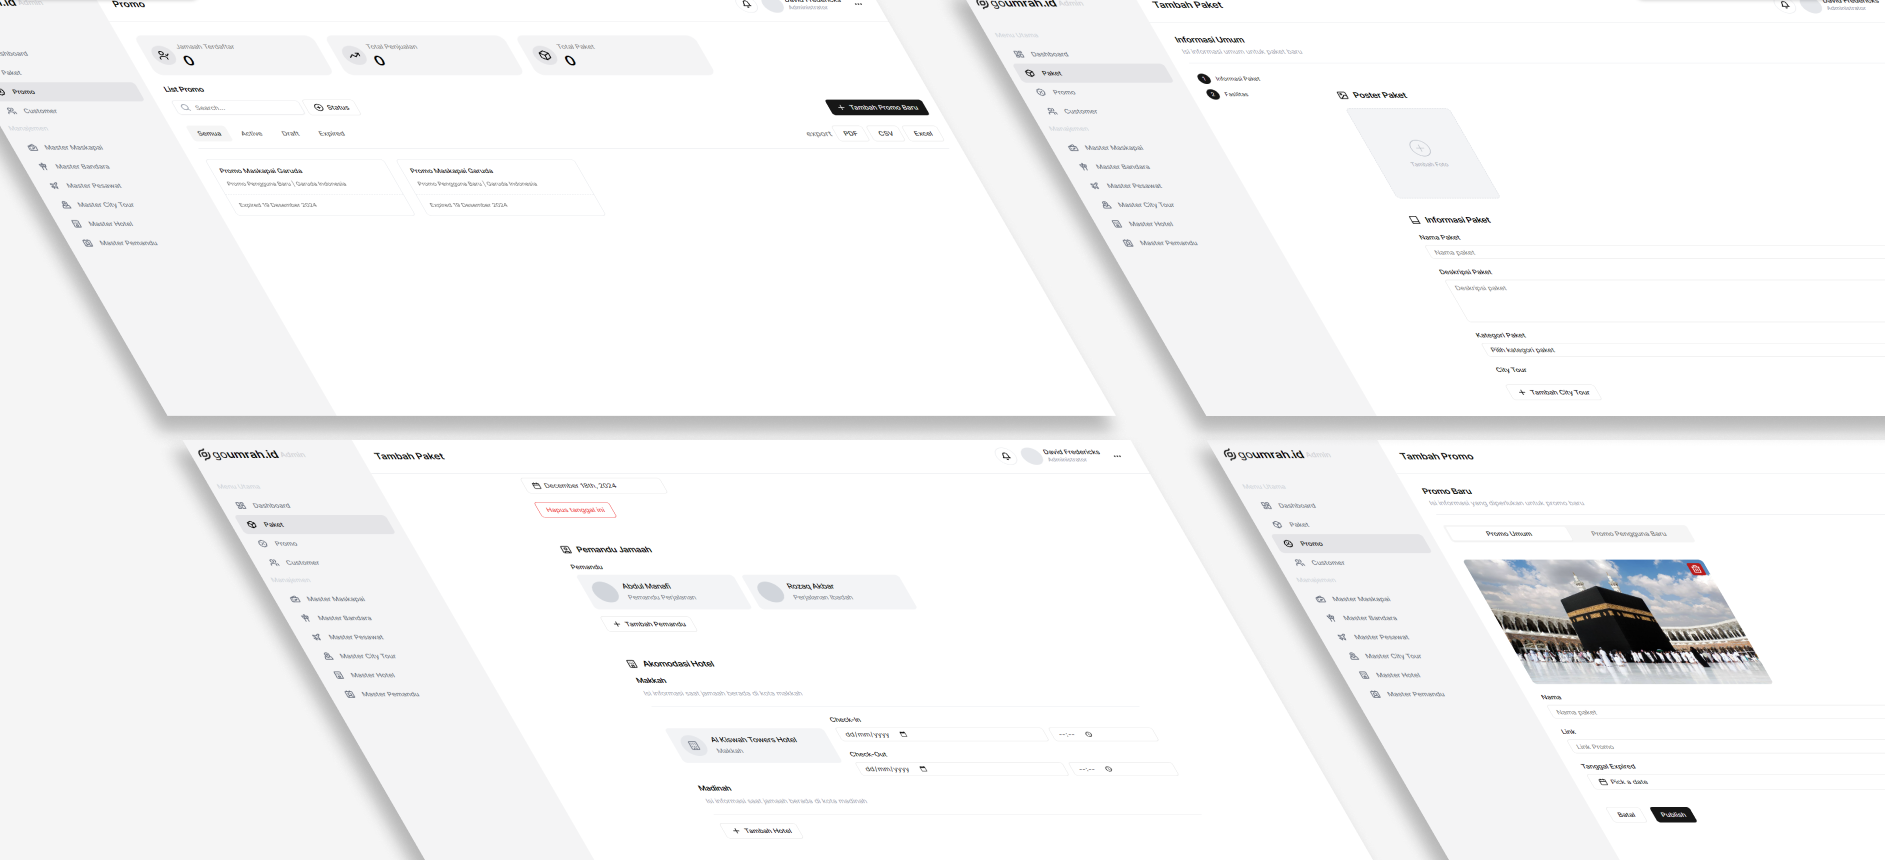 Promo
David Fredericks
Administrator
Dashboard
Paket
Promo
Customer
Manajemen
Master Maskapai
Master Bandara
Master Pesawat
Master City Tour
Master Hotel
Master Pemandu
Jamaah Terdaftar
0
Total Penjualan
0
Total Paket
0
List Promo
Search...
Status
+ Tambah Promo Baru
Semua Active Draft Expired
export PDF CSV Excel
Promo Maskapai Garuda
Promo Pengguna Baru | Garuda Indonesia
Expired 19 Desember 2024
Promo Maskapai Garuda
Promo Pengguna Baru | Garuda Indonesia
Expired 19 Desember 2024
goumrah.id Admin
Tambah Paket
David Fredericks
Administrator
Menu Utama
Dashboard
Paket
Promo
Customer
Manajemen
Master Maskapai
Master Bandara
Master Pesawat
Master City Tour
Master Hotel
Master Pemandu
Informasi Umum
Isi informasi umum untuk paket baru
1 Informasi Paket
2 Fasilitas
Poster Paket
Tambah Foto
Informasi Paket
Nama Paket
Nama paket
Deskripsi Paket
Deskripsi paket
Kategori Paket
Pilih kategori paket
City Tour
+ Tambah City Tour
goumrah.id Admin
Tambah Paket
David Fredericks
Administrator
Menu Utama
Dashboard
Paket
Promo
Customer
Manajemen
Master Maskapai
Master Bandara
Master Pesawat
Master City Tour
Master Hotel
Master Pemandu
December 18th, 2024
Hapus tanggal ini
Pemandu Jamaah
Pemandu
Abdul Manafi
Pemandu Perjalanan
Rozaq Akbar
Perjalanan Ibadah
+ Tambah Pemandu
Akomodasi Hotel
Makkah
Isi informasi saat jamaah berada di kota makkah
Al Kiswah Towers Hotel
Makkah
Check-In
dd/mm/yyyy
--:--
Check-Out
dd/mm/yyyy
--:--
Madinah
Isi informasi saat jamaah berada di kota madinah
+ Tambah Hotel
goumrah.id Admin
Tambah Promo
Menu Utama
Dashboard
Paket
Promo
Customer
Manajemen
Master Maskapai
Master Bandara
Master Pesawat
Master City Tour
Master Hotel
Master Pemandu
Promo Baru
Isi informasi yang diperlukan untuk promo baru
Promo Umum
Promo Pengguna Baru
Nama
Nama paket
Link
Link Promo
Tanggal Expired
Pick a date
Batal
Publish